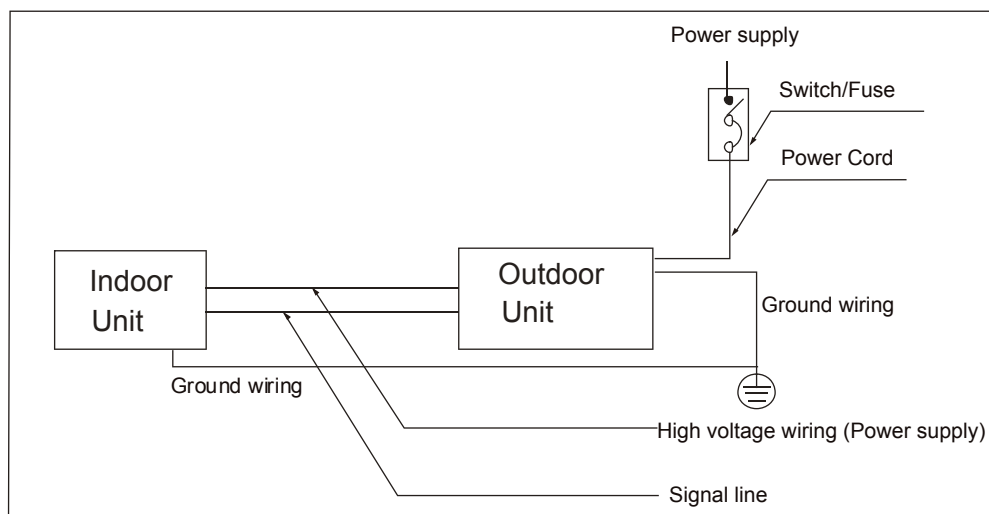 Power supply
Switch/Fuse
Power Cord
Indoor
Unit
Outdoor
Unit
Ground wiring
Ground wiring
High voltage wiring (Power supply)
Signal line